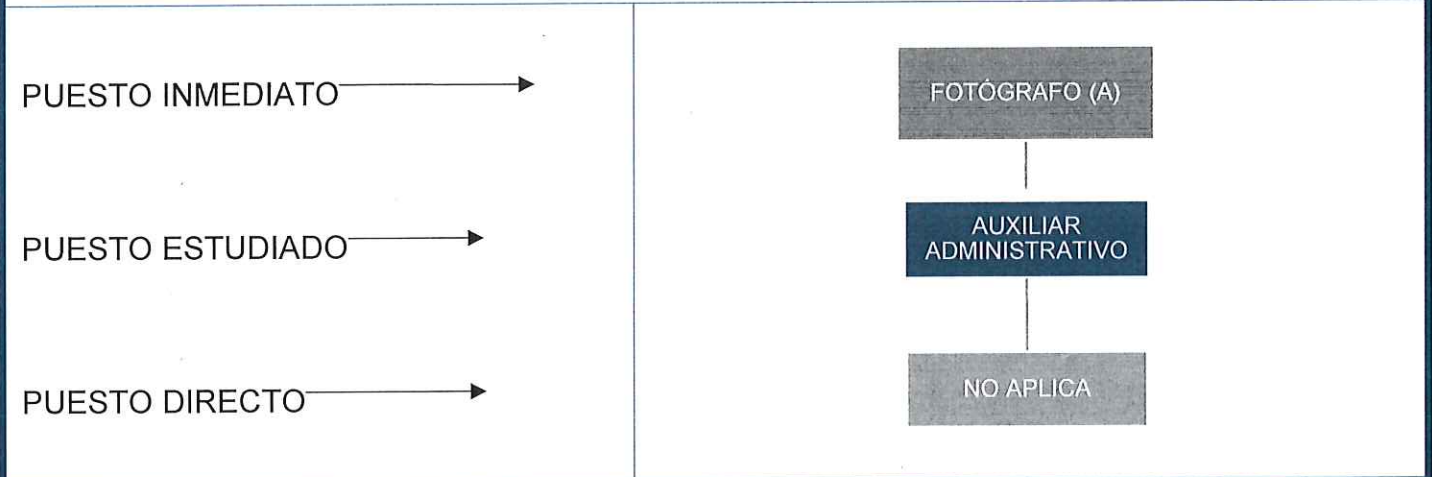 PUESTO INMEDIATO
FOTÓGRAFO (A)
PUESTO ESTUDIADO
AUXILIAR
ADMINISTRATIVO
PUESTO DIRECTO
NO APLICA